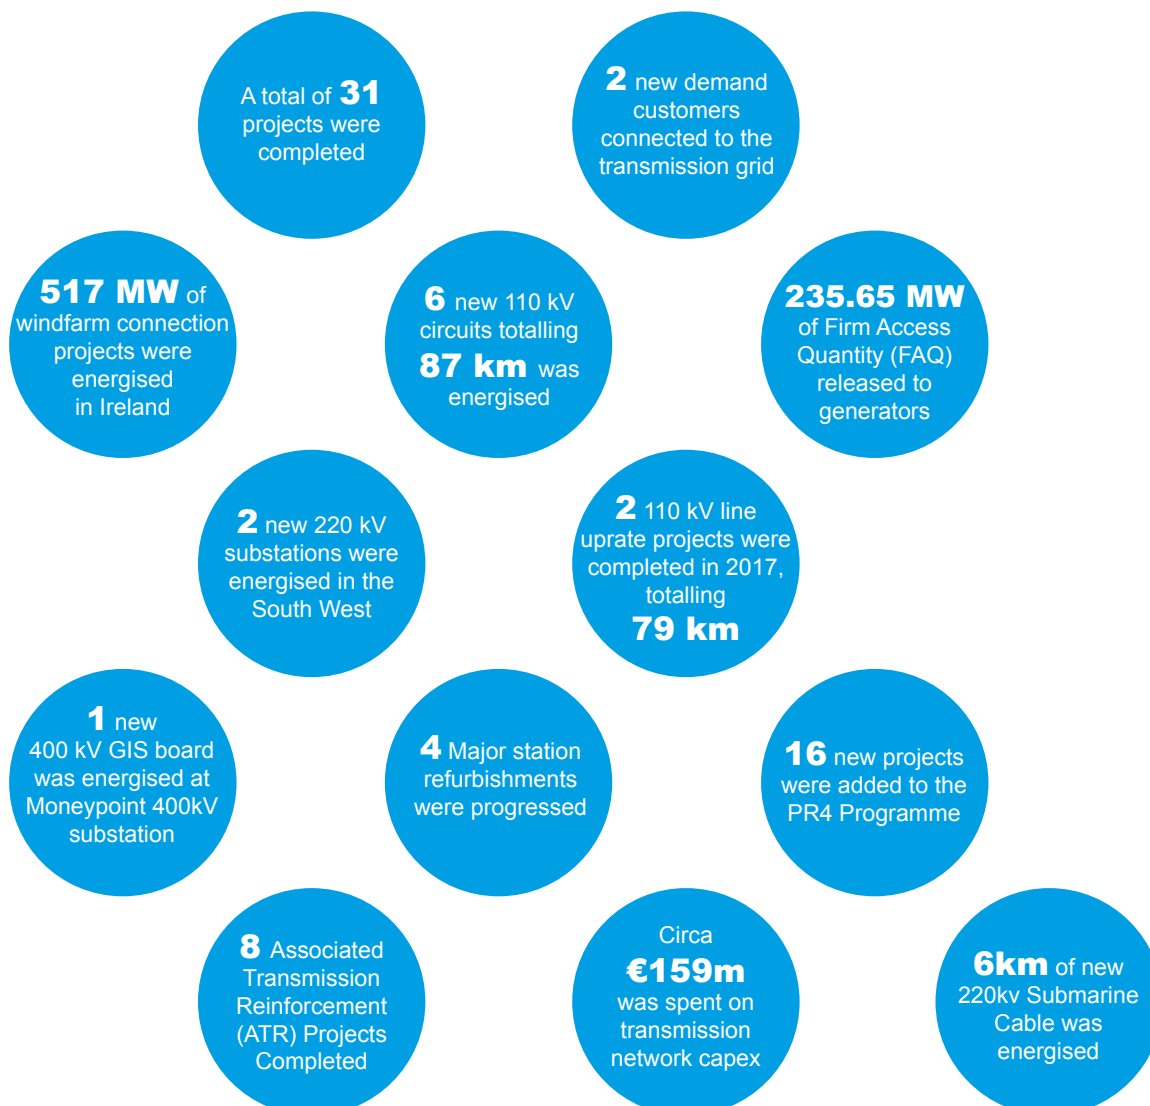 A total of 31
projects were
completed
2 new demand
customers
connected to the
transmission grid
517 MW of
windfarm connection
projects were
energised
in Ireland
6 new 110 kV
circuits totalling
87 km was
energised
235.65 MW
of Firm Access
Quantity (FAQ)
released to
generators
2 new 220 kV
substations were
energised in the
South West
2 110 kV line
uprate projects were
completed in 2017,
totalling
79 km
1 new
400 kV GIS board
was energised at
Moneypoint 400kV
substation
4 Major station
refurbishments
were progressed
16 new projects
were added to the
PR4 Programme
8 Associated
Transmission
Reinforcement
(ATR) Projects
Completed
Circa
€159m
was spent on
transmission
network capex
6km of new
220kv Submarine
Cable was
energised